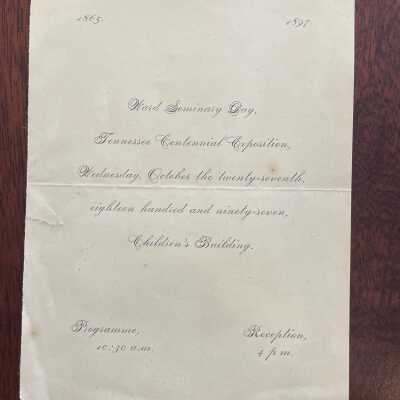 1865 1897
Ward Seminary Day,
Tennessee Centennial Exposition,
Wednesday, October the twenty-seventh,
eighteen hundred and ninety-seven,
Children's Building.
Programme, Reception,
10:30 a.m. 4 p.m.